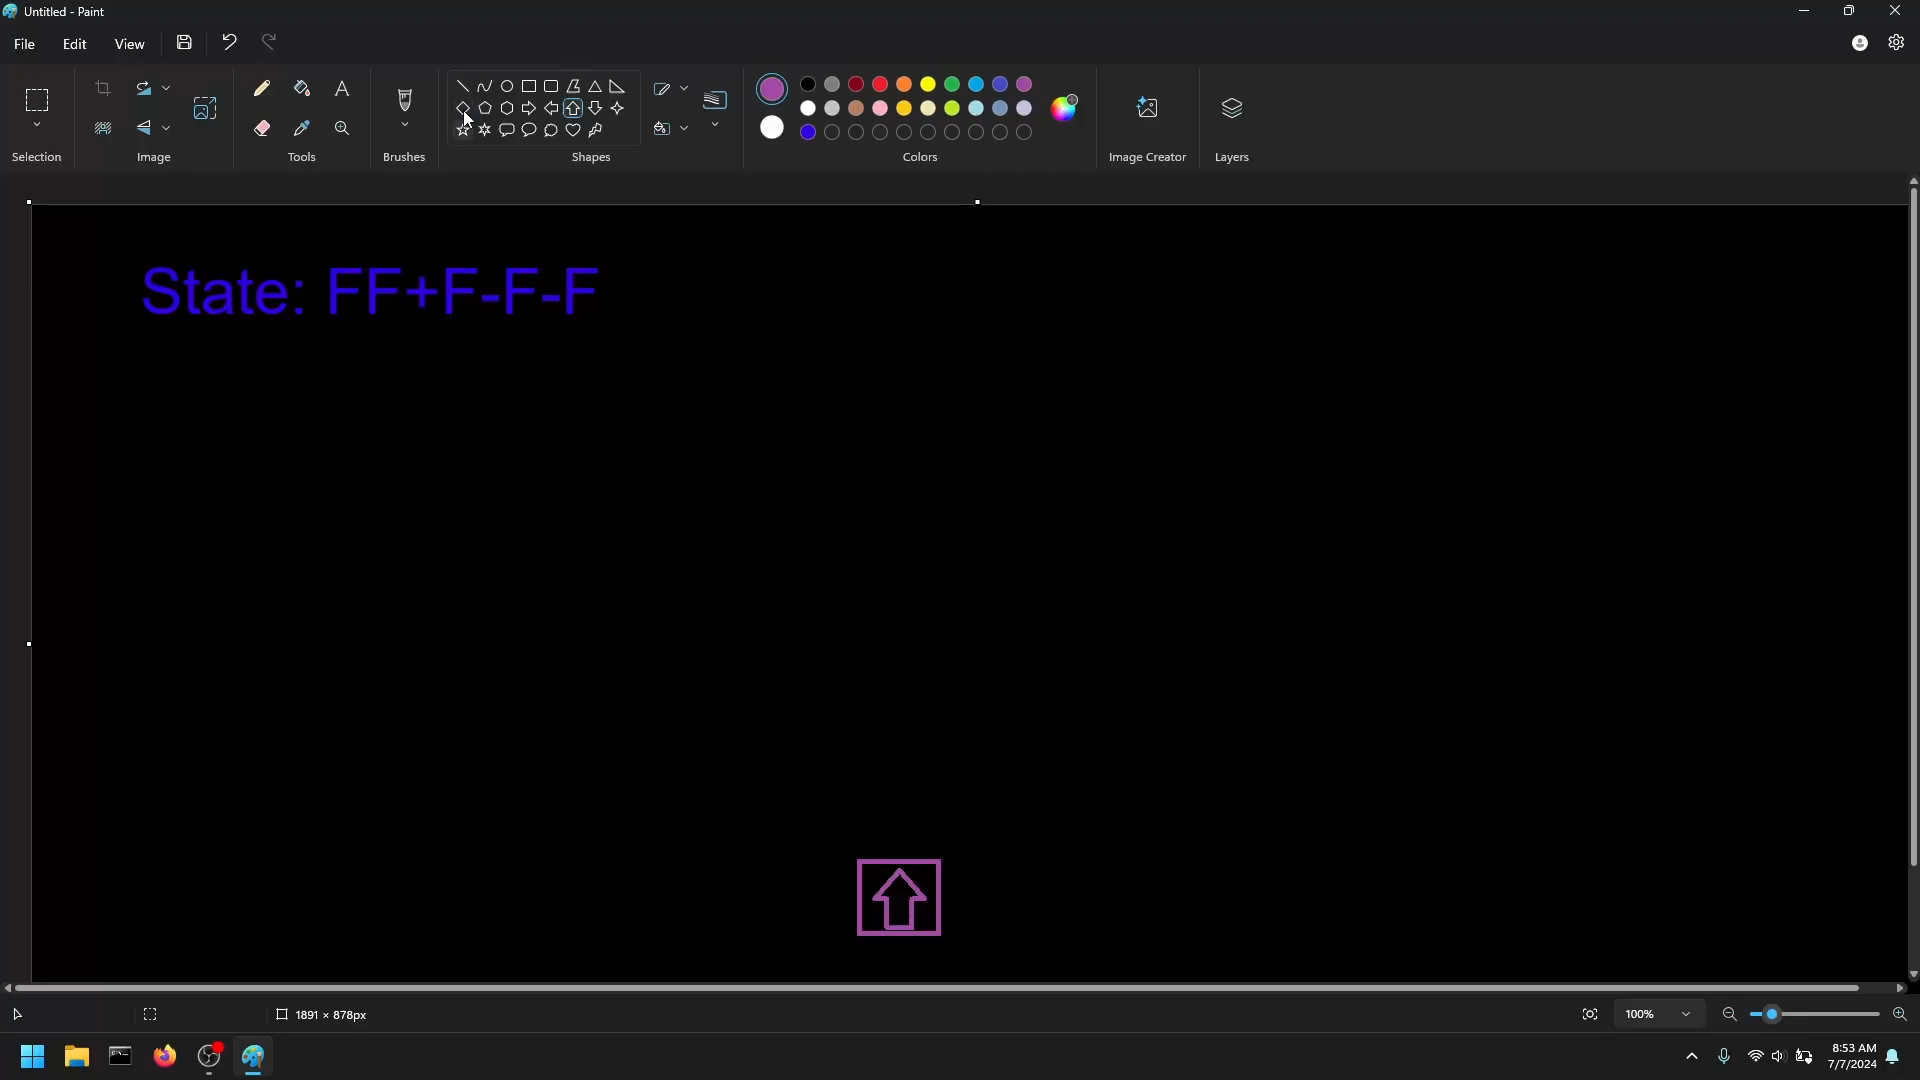 Untitled - Paint
File Edit View
Selection Image Tools Brushes Shapes Colors Image Creator Layers
State: FF+F-F-F
1891 × 878px 100%
8:53 AM
7/7/2024